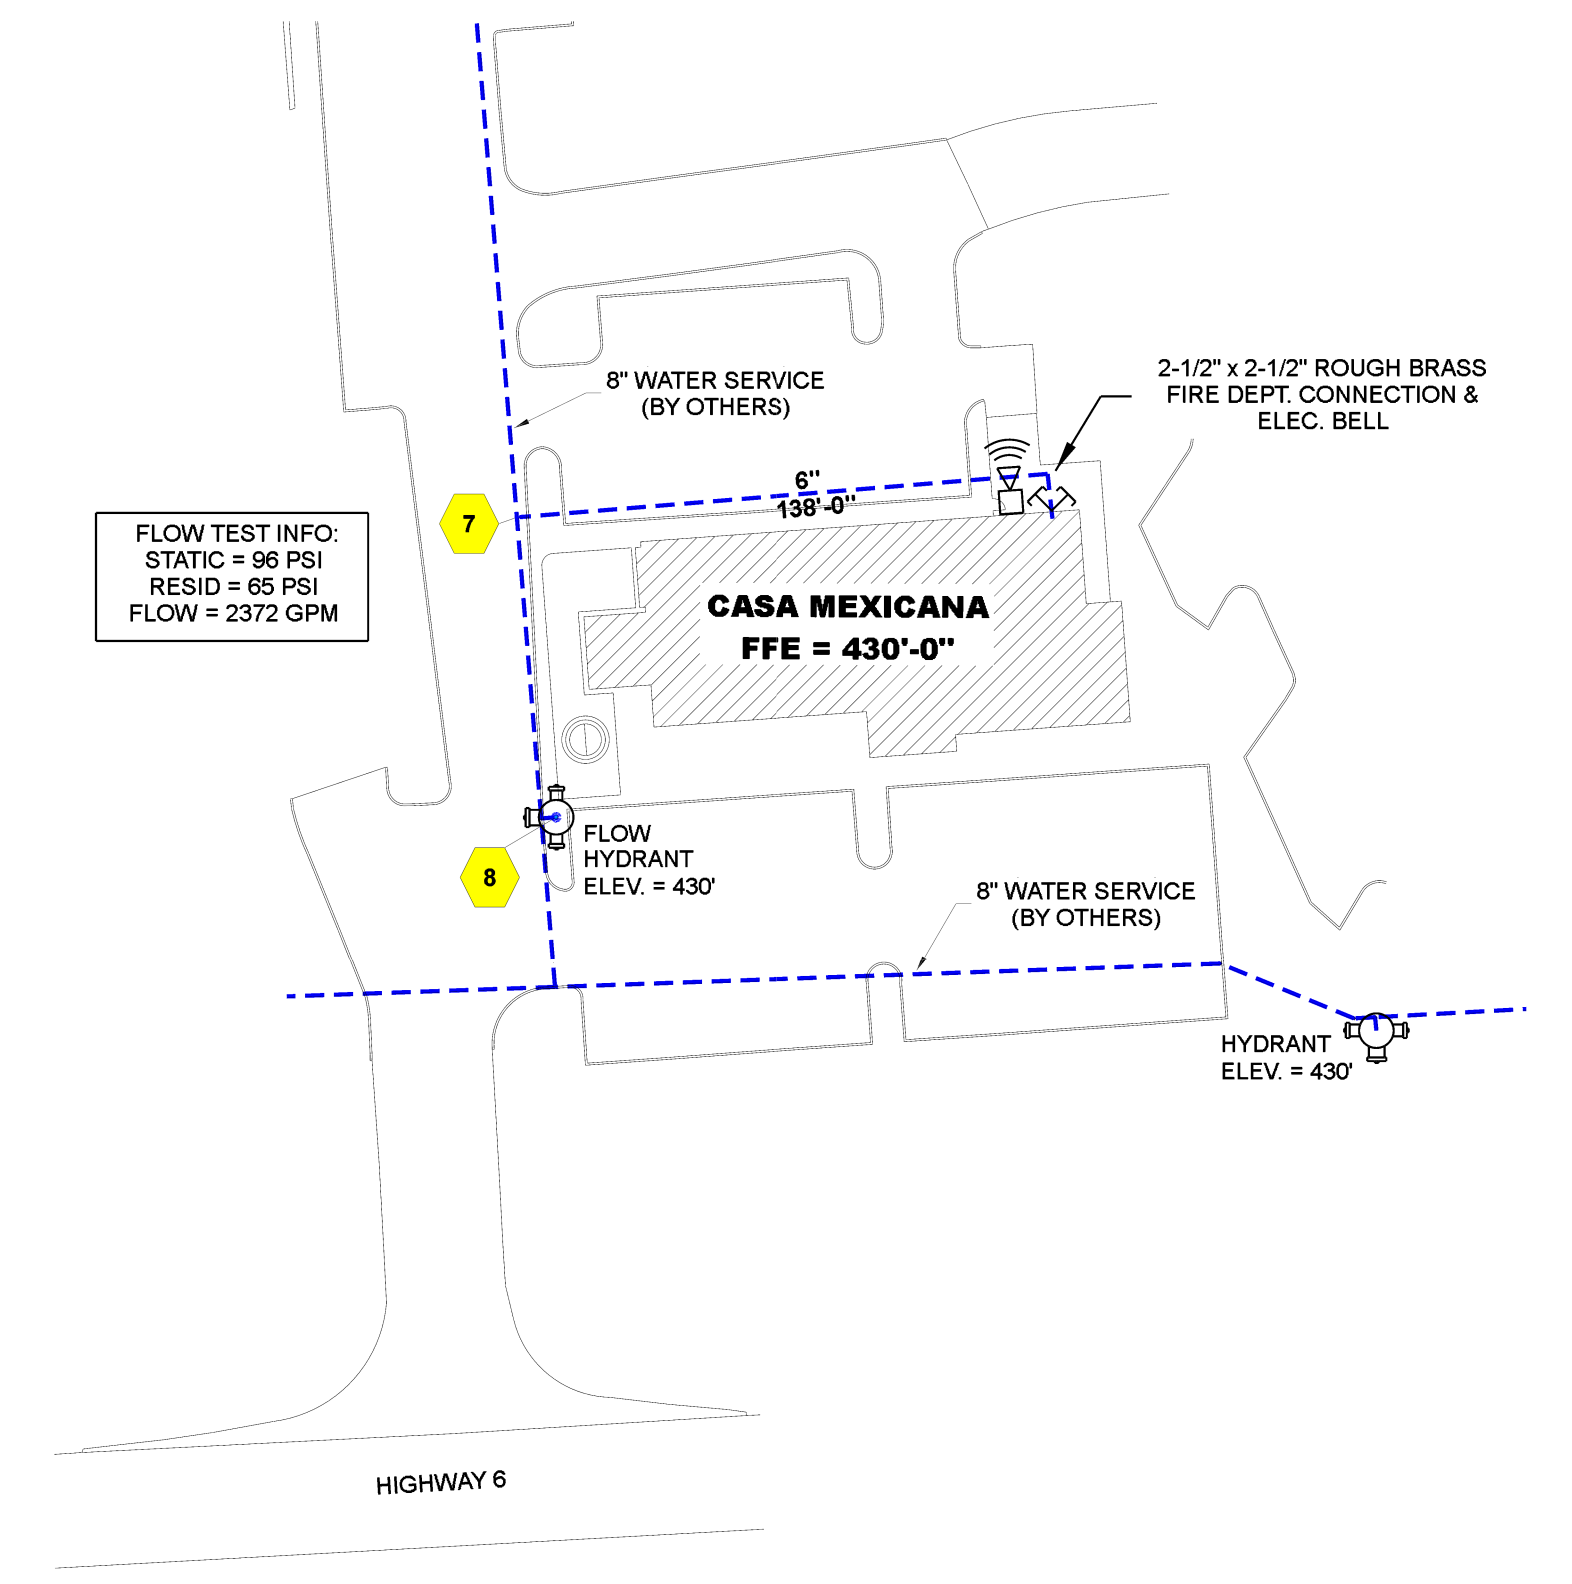 8" WATER SERVICE
(BY OTHERS)
2-1/2" x 2-1/2" ROUGH BRASS
FIRE DEPT. CONNECTION &
ELEC. BELL
6"
138'-0"
7
FLOW TEST INFO:
STATIC = 96 PSI
RESID = 65 PSI
FLOW = 2372 GPM
CASA MEXICANA
FFE = 430'-0"
FLOW
HYDRANT
ELEV. = 430'
8
8" WATER SERVICE
(BY OTHERS)
HYDRANT
ELEV. = 430'
HIGHWAY 6